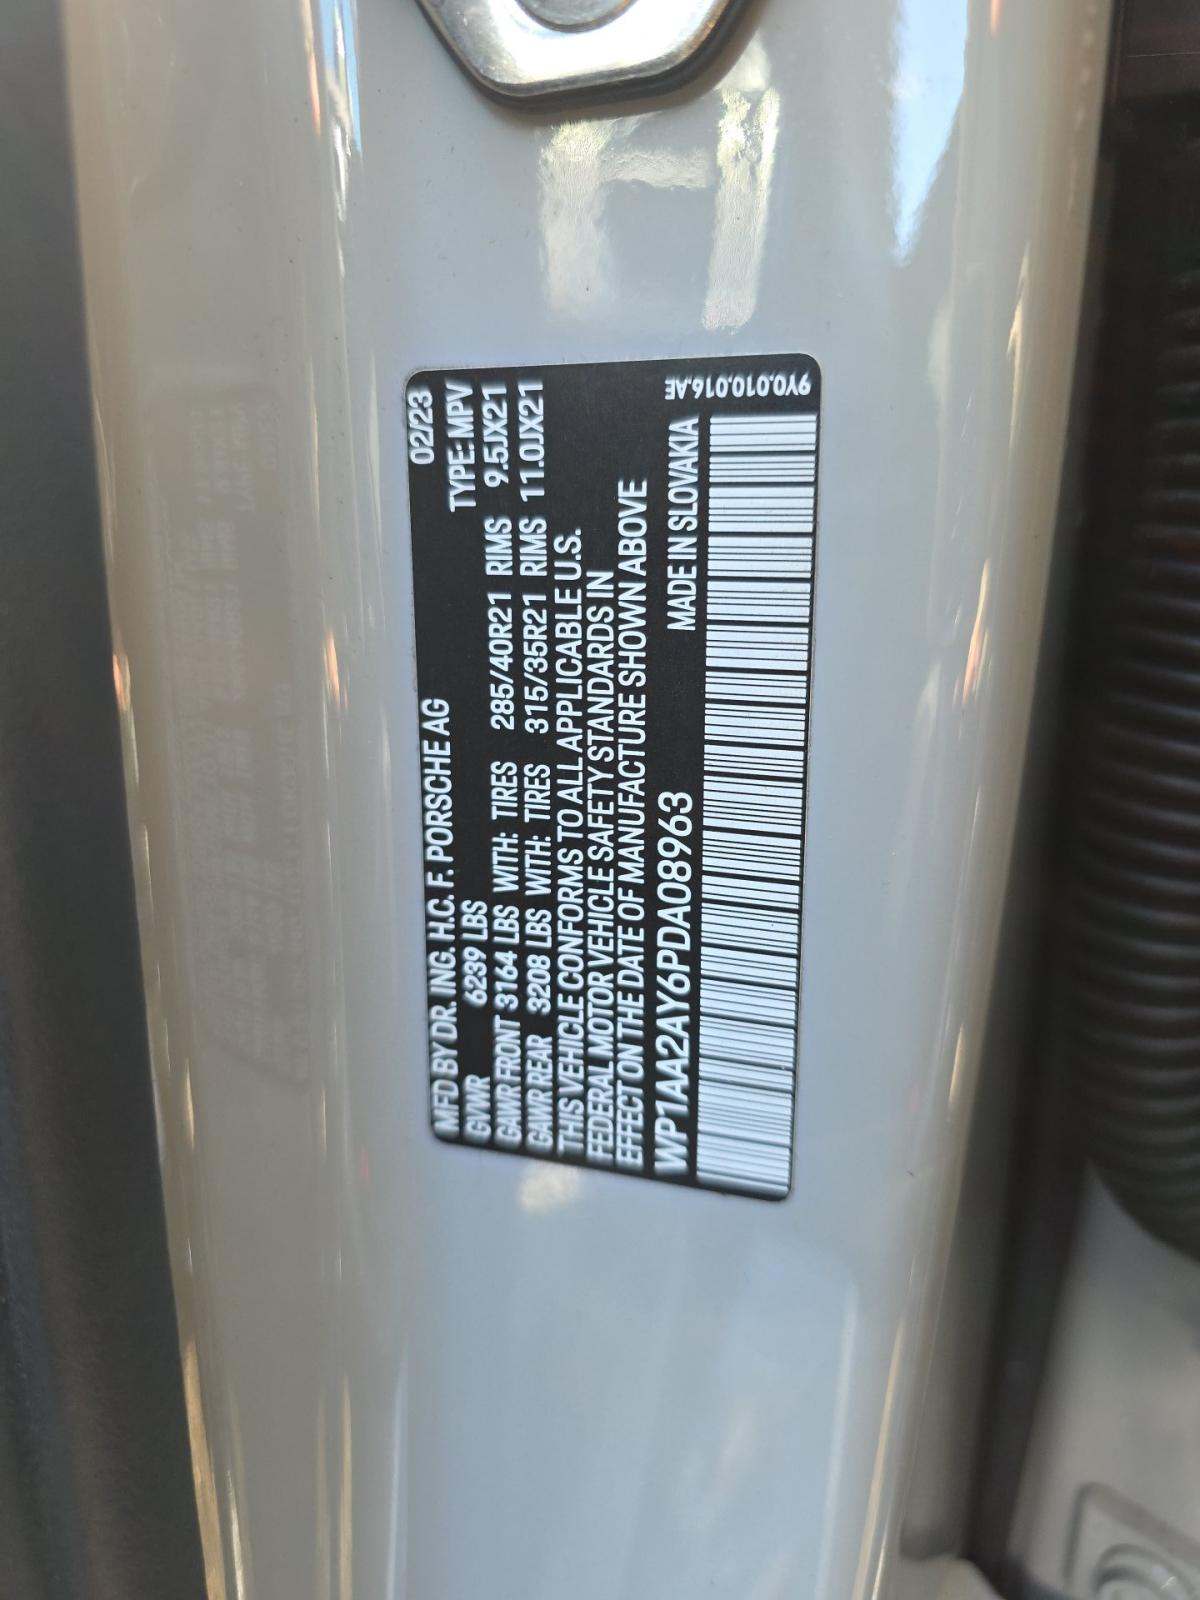 MFD BY DR. ING. H.C. F. PORSCHE AG 02/23
GVWR 6239 LBS TYPE: MPV
GAWR FRONT 3164 LBS WITH: TIRES 285/40R21 RIMS 9.5JX21
GAWR REAR 3208 LBS WITH: TIRES 315/35R21 RIMS 11.0JX21
THIS VEHICLE CONFORMS TO ALL APPLICABLE U.S.
FEDERAL MOTOR VEHICLE SAFETY STANDARDS IN
EFFECT ON THE DATE OF MANUFACTURE SHOWN ABOVE
WP1AA2AY6PDA08963 MADE IN SLOVAKIA
9Y0.010.016.AE